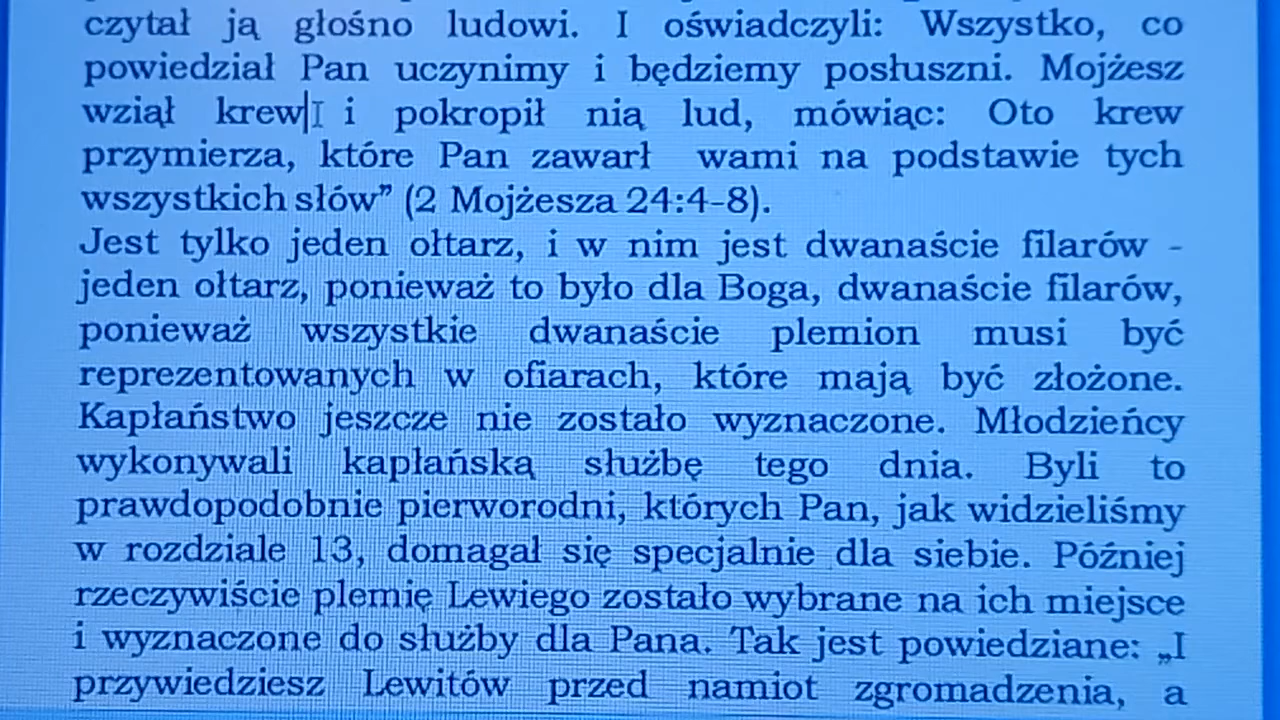 czytał ją głośno ludowi. I oświadczyli: Wszystko, co
powiedział Pan uczynimy i będziemy posłuszni. Mojżesz
wziął krew i pokropił nią lud, mówiąc: Oto krew
przymierza, które Pan zawarł wami na podstawie tych
wszystkich słów” (2 Mojżesza 24:4-8).
Jest tylko jeden ołtarz, i w nim jest dwanaście filarów -
jeden ołtarz, ponieważ to było dla Boga, dwanaście filarów,
ponieważ wszystkie dwanaście plemion musi być
reprezentowanych w ofiarach, które mają być złożone.
Kapłaństwo jeszcze nie zostało wyznaczone. Młodzieńcy
wykonywali kapłańską służbę tego dnia. Byli to
prawdopodobnie pierworodni, których Pan, jak widzieliśmy
w rozdziale 13, domagał się specjalnie dla siebie. Później
rzeczywiście plemię Lewiego zostało wybrane na ich miejsce
i wyznaczone do służby dla Pana. Tak jest powiedziane: „I
przywiedziesz Lewitów przed namiot zgromadzenia, a